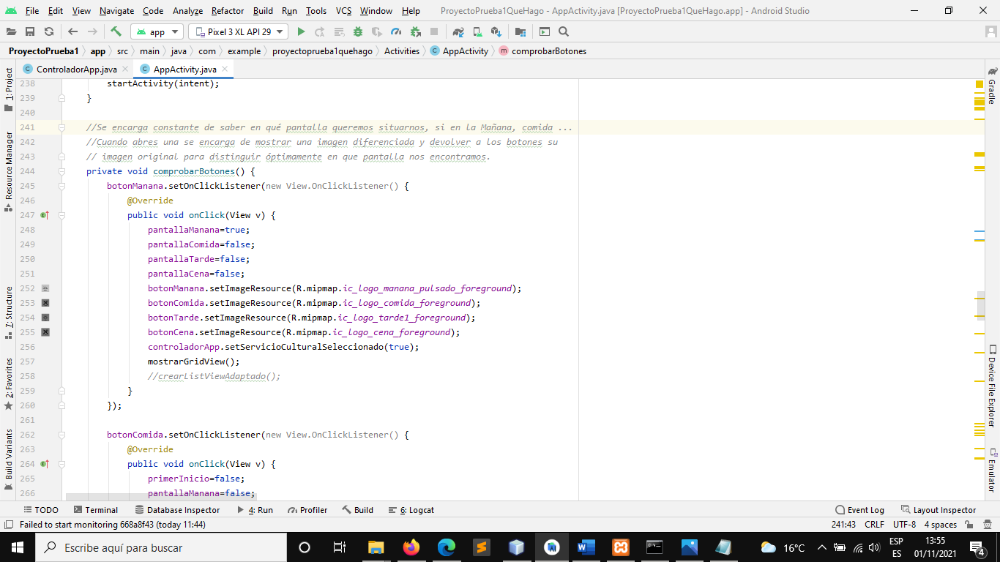 File Edit View Navigate Code Analyze Refactor Build Run Tools VCS Window Help ProyectoPrueba1QueHago - AppActivity.java [ProyectoPrueba1QueHago.app] - Android Studio
app Pixel 3 XL API 29
ProyectoPrueba1 app src main java com example proyectoprueba1quehago Activities C AppActivity m comprobarBotones
C ControladorApp.java C AppActivity.java
1: Project
Resource Manager
7: Structure
2: Favorites
Build Variants
238 startActivity(intent);
239 }
240
241 //Se encarga constante de saber en qué pantalla queremos situarnos, si en la Mañana, comida ...
242 //Cuando abres una se encarga de mostrar una imagen diferenciada y devolver a los botones su
243 // imagen original para distinguir óptimamente en que pantalla nos encontramos.
244 private void comprobarBotones() {
245 botonManana.setOnClickListener(new View.OnClickListener() {
246 @Override
247 public void onClick(View v) {
248 pantallaManana=true;
249 pantallaComida=false;
250 pantallaTarde=false;
251 pantallaCena=false;
252 botonManana.setImageResource(R.mipmap.ic_logo_manana_pulsado_foreground);
253 botonComida.setImageResource(R.mipmap.ic_logo_comida_foreground);
254 botonTarde.setImageResource(R.mipmap.ic_logo_tarde1_foreground);
255 botonCena.setImageResource(R.mipmap.ic_logo_cena_foreground);
256 controladorApp.setServicioCulturalSeleccionado(true);
257 mostrarGridView();
258 //crearListViewAdaptado();
259 }
260 });
261
262 botonComida.setOnClickListener(new View.OnClickListener() {
263 @Override
264 public void onClick(View v) {
265 primerInicio=false;
266 pantallaManana=false;
Gradle
Device File Explorer
Emulator
TODO Terminal Database Inspector 4: Run Profiler Build 6: Logcat Event Log Layout Inspector
Failed to start monitoring 668a8f43 (today 11:44) 241:43 CRLF UTF-8 4 spaces
Escribe aquí para buscar 16°C ESP 13:55
ES 01/11/2021 4